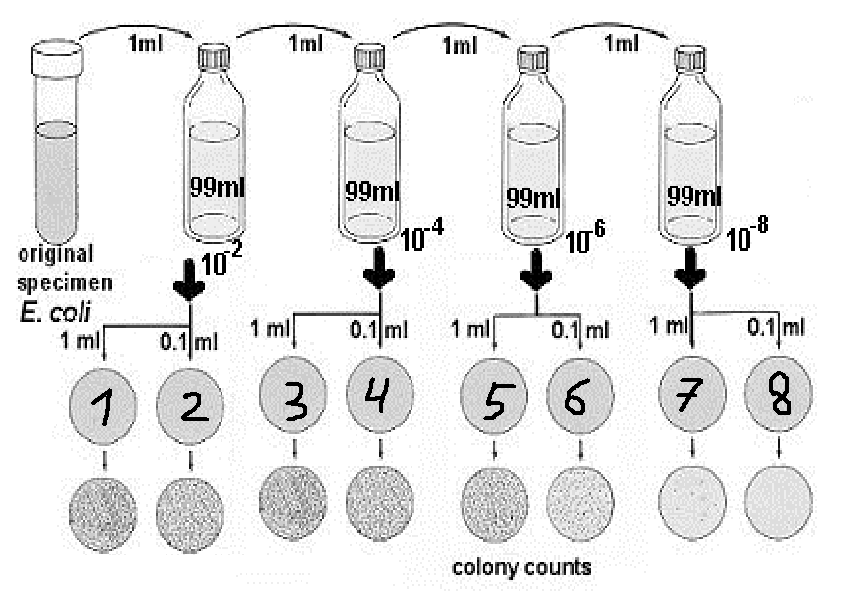 1ml 1ml 1ml 1ml
99ml 99ml 99ml 99ml
original
specimen
E. coli
10-2 10-4 10-6 10-8
1 ml 0.1 ml 1 ml 0.1 ml 1 ml 0.1 ml 1 ml 0.1 ml
1 2 3 4 5 6 7 8
colony counts